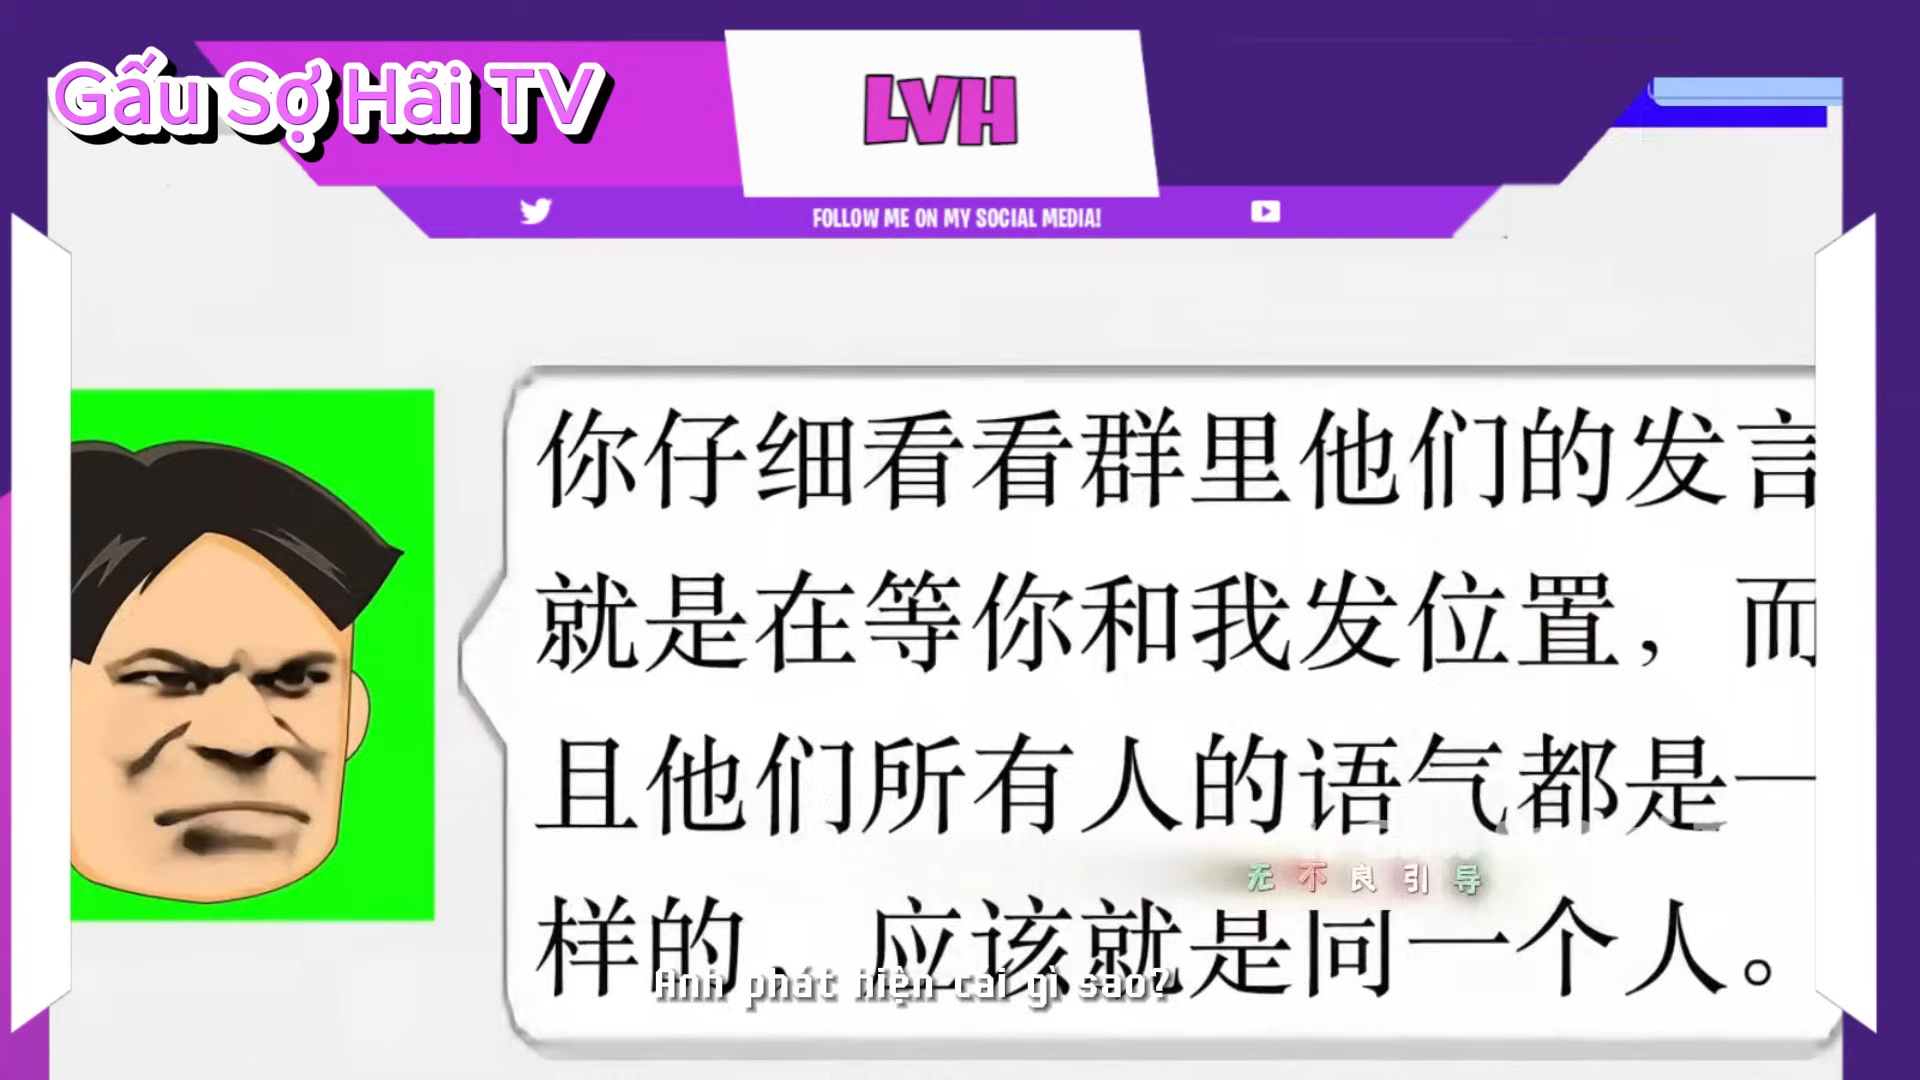 Gấu Sợ Hãi TV
LVH
FOLLOW ME ON MY SOCIAL MEDIA!
你仔细看看群里他们的发言
就是在等你和我发位置，而
且他们所有人的语气都是一
样的，应该就是同一个人。
无不良引导
Anh phát hiện cái gì sao?